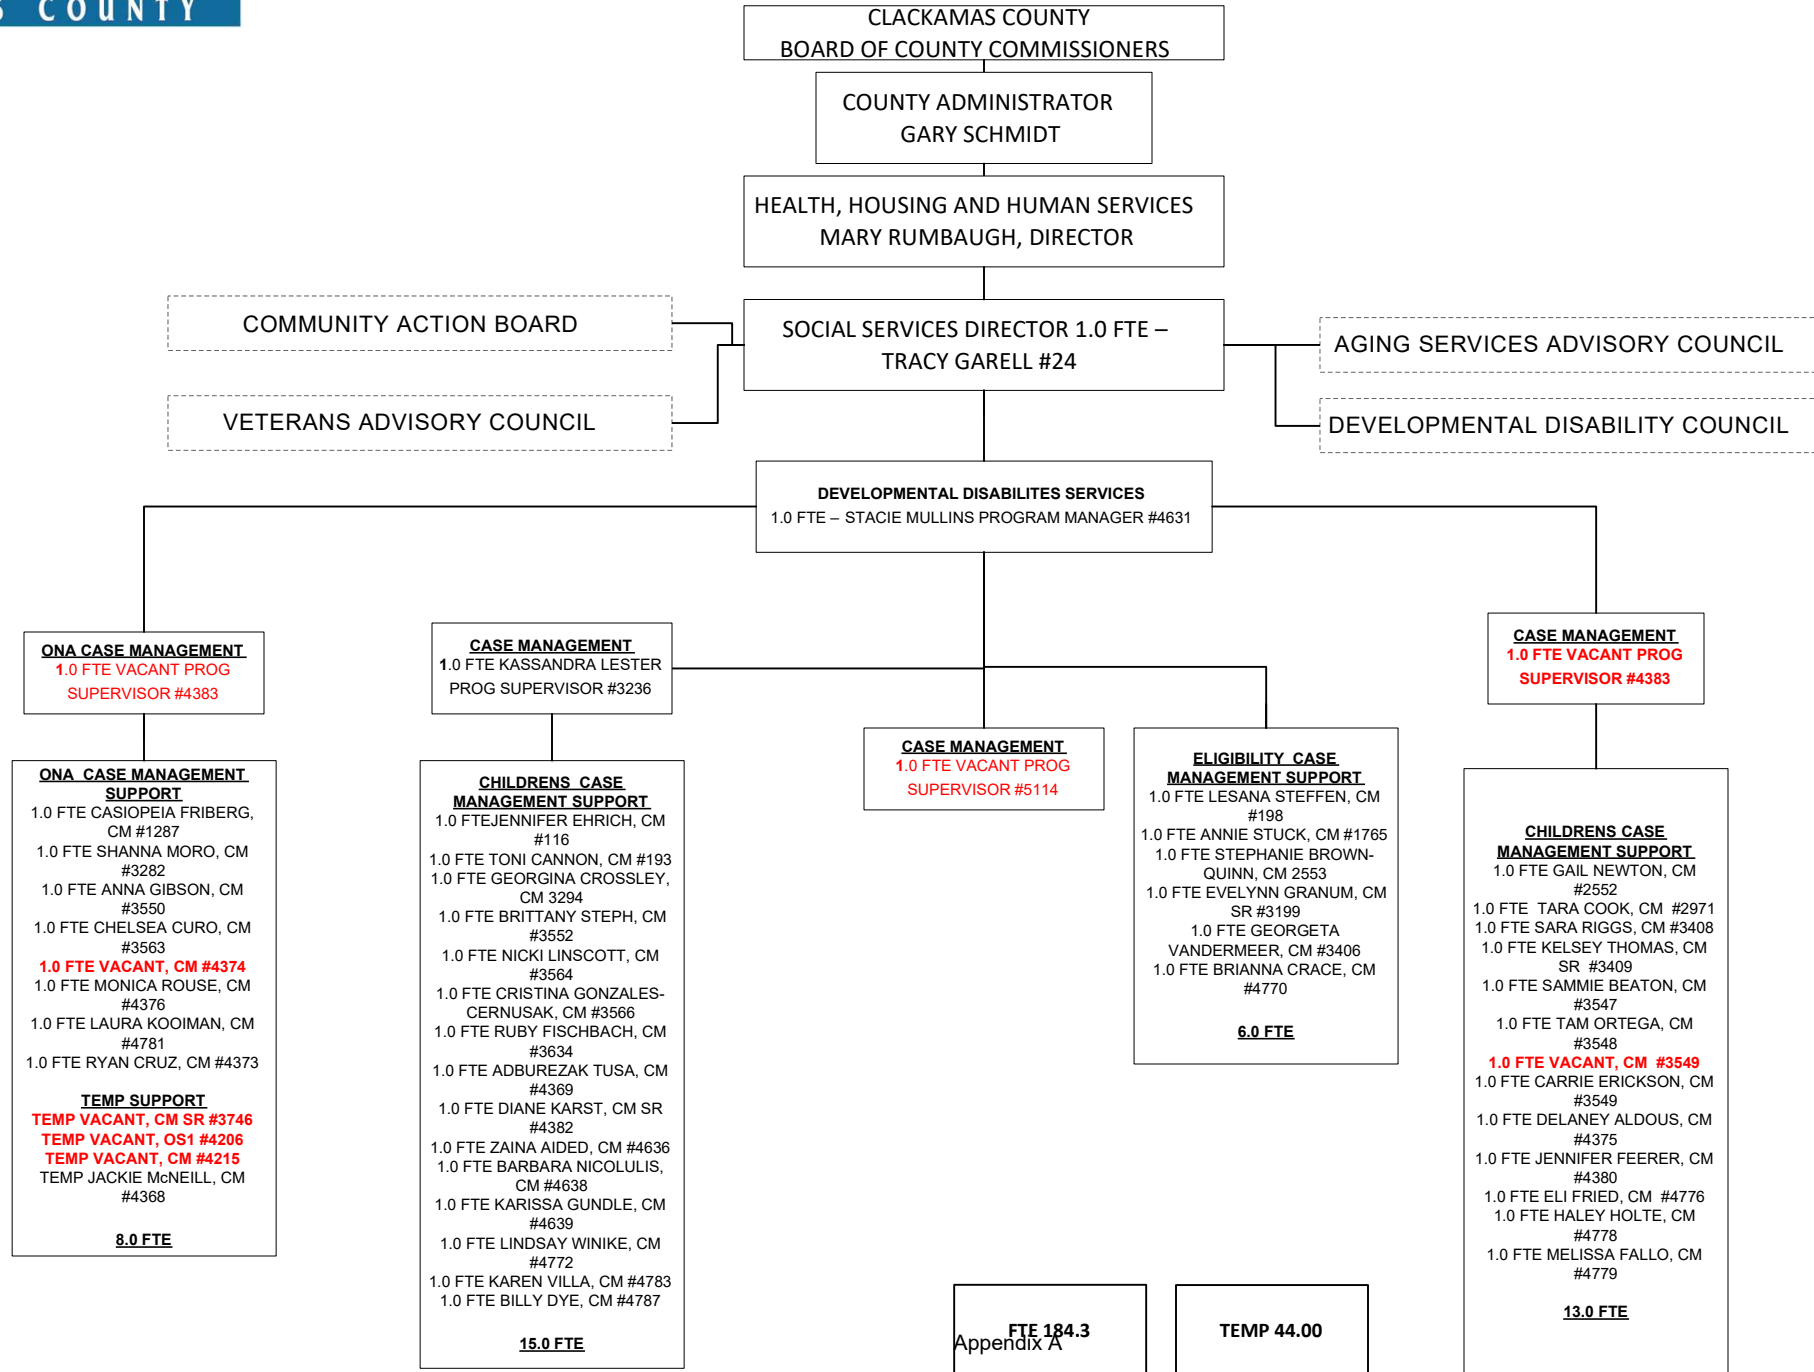 S COUNTY
CLACKAMAS COUNTY
BOARD OF COUNTY COMMISSIONERS
COUNTY ADMINISTRATOR
GARY SCHMIDT
HEALTH, HOUSING AND HUMAN SERVICES
MARY RUMBAUGH, DIRECTOR
COMMUNITY ACTION BOARD
SOCIAL SERVICES DIRECTOR 1.0 FTE –
TRACY GARELL #24
AGING SERVICES ADVISORY COUNCIL
VETERANS ADVISORY COUNCIL
DEVELOPMENTAL DISABILITY COUNCIL
DEVELOPMENTAL DISABILITES SERVICES
1.0 FTE – STACIE MULLINS PROGRAM MANAGER #4631
ONA CASE MANAGEMENT
1.0 FTE VACANT PROG
SUPERVISOR #4383
CASE MANAGEMENT
1.0 FTE KASSANDRA LESTER
PROG SUPERVISOR #3236
CASE MANAGEMENT
1.0 FTE VACANT PROG
SUPERVISOR #5114
CASE MANAGEMENT
1.0 FTE VACANT PROG
SUPERVISOR #4383
ONA CASE MANAGEMENT
SUPPORT
1.0 FTE CASIOPEIA FRIBERG,
CM #1287
1.0 FTE SHANNA MORO, CM
#3282
1.0 FTE ANNA GIBSON, CM
#3550
1.0 FTE CHELSEA CURO, CM
#3563
1.0 FTE VACANT, CM #4374
1.0 FTE MONICA ROUSE, CM
#4376
1.0 FTE LAURA KOOIMAN, CM
#4781
1.0 FTE RYAN CRUZ, CM #4373
TEMP SUPPORT
TEMP VACANT, CM SR #3746
TEMP VACANT, OS1 #4206
TEMP VACANT, CM #4215
TEMP JACKIE McNEILL, CM
#4368
8.0 FTE
CHILDRENS CASE
MANAGEMENT SUPPORT
1.0 FTEJENNIFER EHRICH, CM
#116
1.0 FTE TONI CANNON, CM #193
1.0 FTE GEORGINA CROSSLEY,
CM 3294
1.0 FTE BRITTANY STEPH, CM
#3552
1.0 FTE NICKI LINSCOTT, CM
#3564
1.0 FTE CRISTINA GONZALES-
CERNUSAK, CM #3566
1.0 FTE RUBY FISCHBACH, CM
#3634
1.0 FTE ADBUREZAK TUSA, CM
#4369
1.0 FTE DIANE KARST, CM SR
#4382
1.0 FTE ZAINA AIDED, CM #4636
1.0 FTE BARBARA NICOLULIS,
CM #4638
1.0 FTE KARISSA GUNDLE, CM
#4639
1.0 FTE LINDSAY WINIKE, CM
#4772
1.0 FTE KAREN VILLA, CM #4783
1.0 FTE BILLY DYE, CM #4787
15.0 FTE
ELIGIBILITY CASE
MANAGEMENT SUPPORT
1.0 FTE LESANA STEFFEN, CM
#198
1.0 FTE ANNIE STUCK, CM #1765
1.0 FTE STEPHANIE BROWN-
QUINN, CM 2553
1.0 FTE EVELYNN GRANUM, CM
SR #3199
1.0 FTE GEORGETA
VANDERMEER, CM #3406
1.0 FTE BRIANNA CRACE, CM
#4770
6.0 FTE
CHILDRENS CASE
MANAGEMENT SUPPORT
1.0 FTE GAIL NEWTON, CM
#2552
1.0 FTE TARA COOK, CM #2971
1.0 FTE SARA RIGGS, CM #3408
1.0 FTE KELSEY THOMAS, CM
SR #3409
1.0 FTE SAMMIE BEATON, CM
#3547
1.0 FTE TAM ORTEGA, CM
#3548
1.0 FTE VACANT, CM #3549
1.0 FTE CARRIE ERICKSON, CM
#3549
1.0 FTE DELANEY ALDOUS, CM
#4375
1.0 FTE JENNIFER FEERER, CM
#4380
1.0 FTE ELI FRIED, CM #4776
1.0 FTE HALEY HOLTE, CM
#4778
1.0 FTE MELISSA FALLO, CM
#4779
13.0 FTE
FTE 184.3
TEMP 44.00
Appendix A